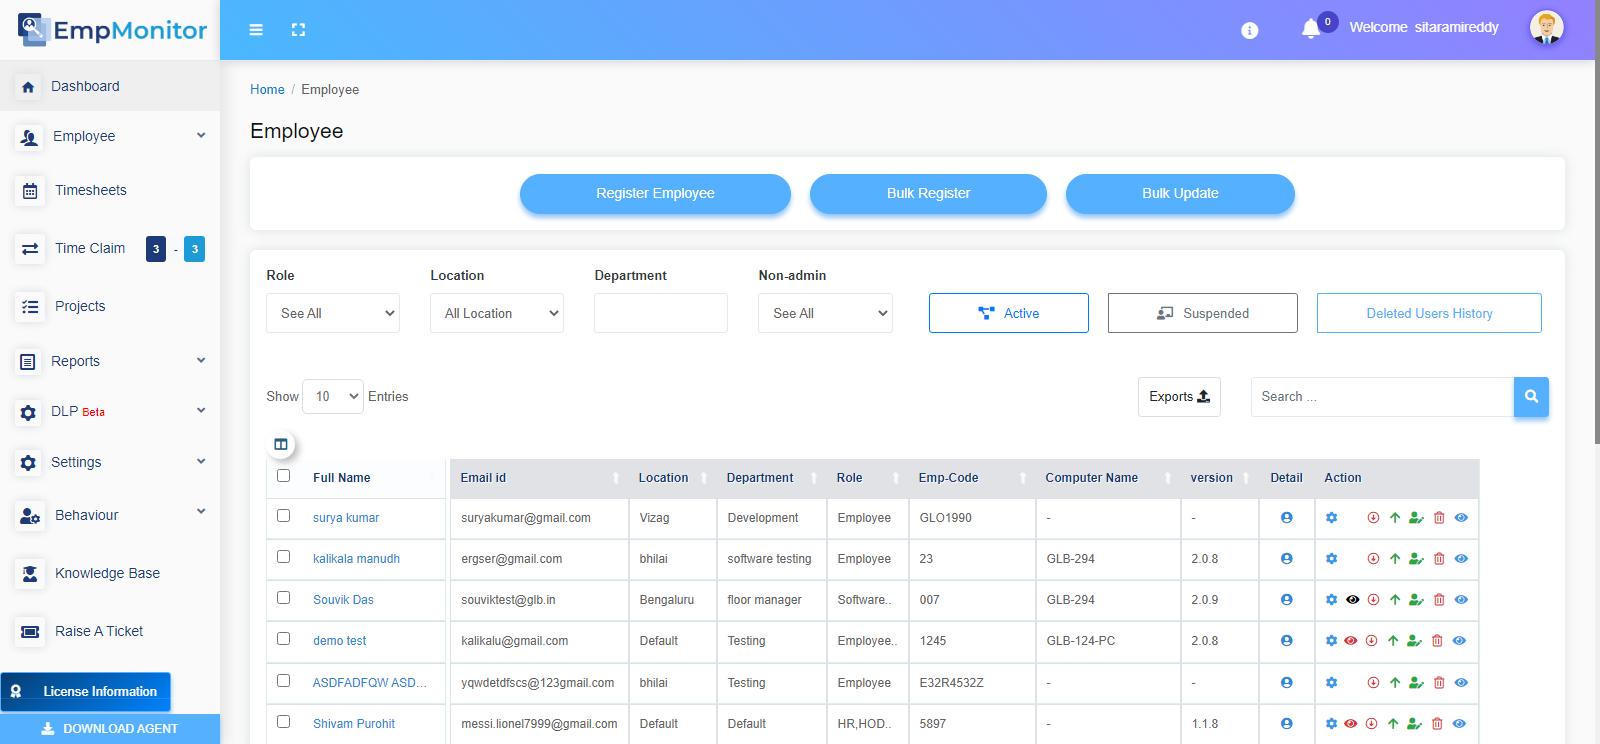 EmpMonitor
0
Welcome sitaramireddy
Dashboard
Employee
Timesheets
Time Claim 3 - 3
Projects
Reports
DLP Beta
Settings
Behaviour
Knowledge Base
Raise A Ticket
License Information
DOWNLOAD AGENT
Home / Employee
Employee
Register Employee Bulk Register Bulk Update
Role Location Department Non-admin
See All All Location See All Active Suspended Deleted Users History
Show 10 Entries Exports Search ...
Full Name Email id Location Department Role Emp-Code Computer Name version Detail Action
surya kumar suryakumar@gmail.com Vizag Development Employee GLO1990 - -
kalikala manudh ergser@gmail.com bhilai software testing Employee 23 GLB-294 2.0.8
Souvik Das souviktest@glb.in Bengaluru floor manager Software.. 007 GLB-294 2.0.9
demo test kalikalu@gmail.com Default Testing Employee.. 1245 GLB-124-PC 2.0.8
ASDFADFQW ASD... yqwdetdfscs@123gmail.com bhilai Testing Employee E32R4532Z - -
Shivam Purohit messi.lionel7999@gmail.com Default Default HR,HOD.. 5897 - 1.1.8